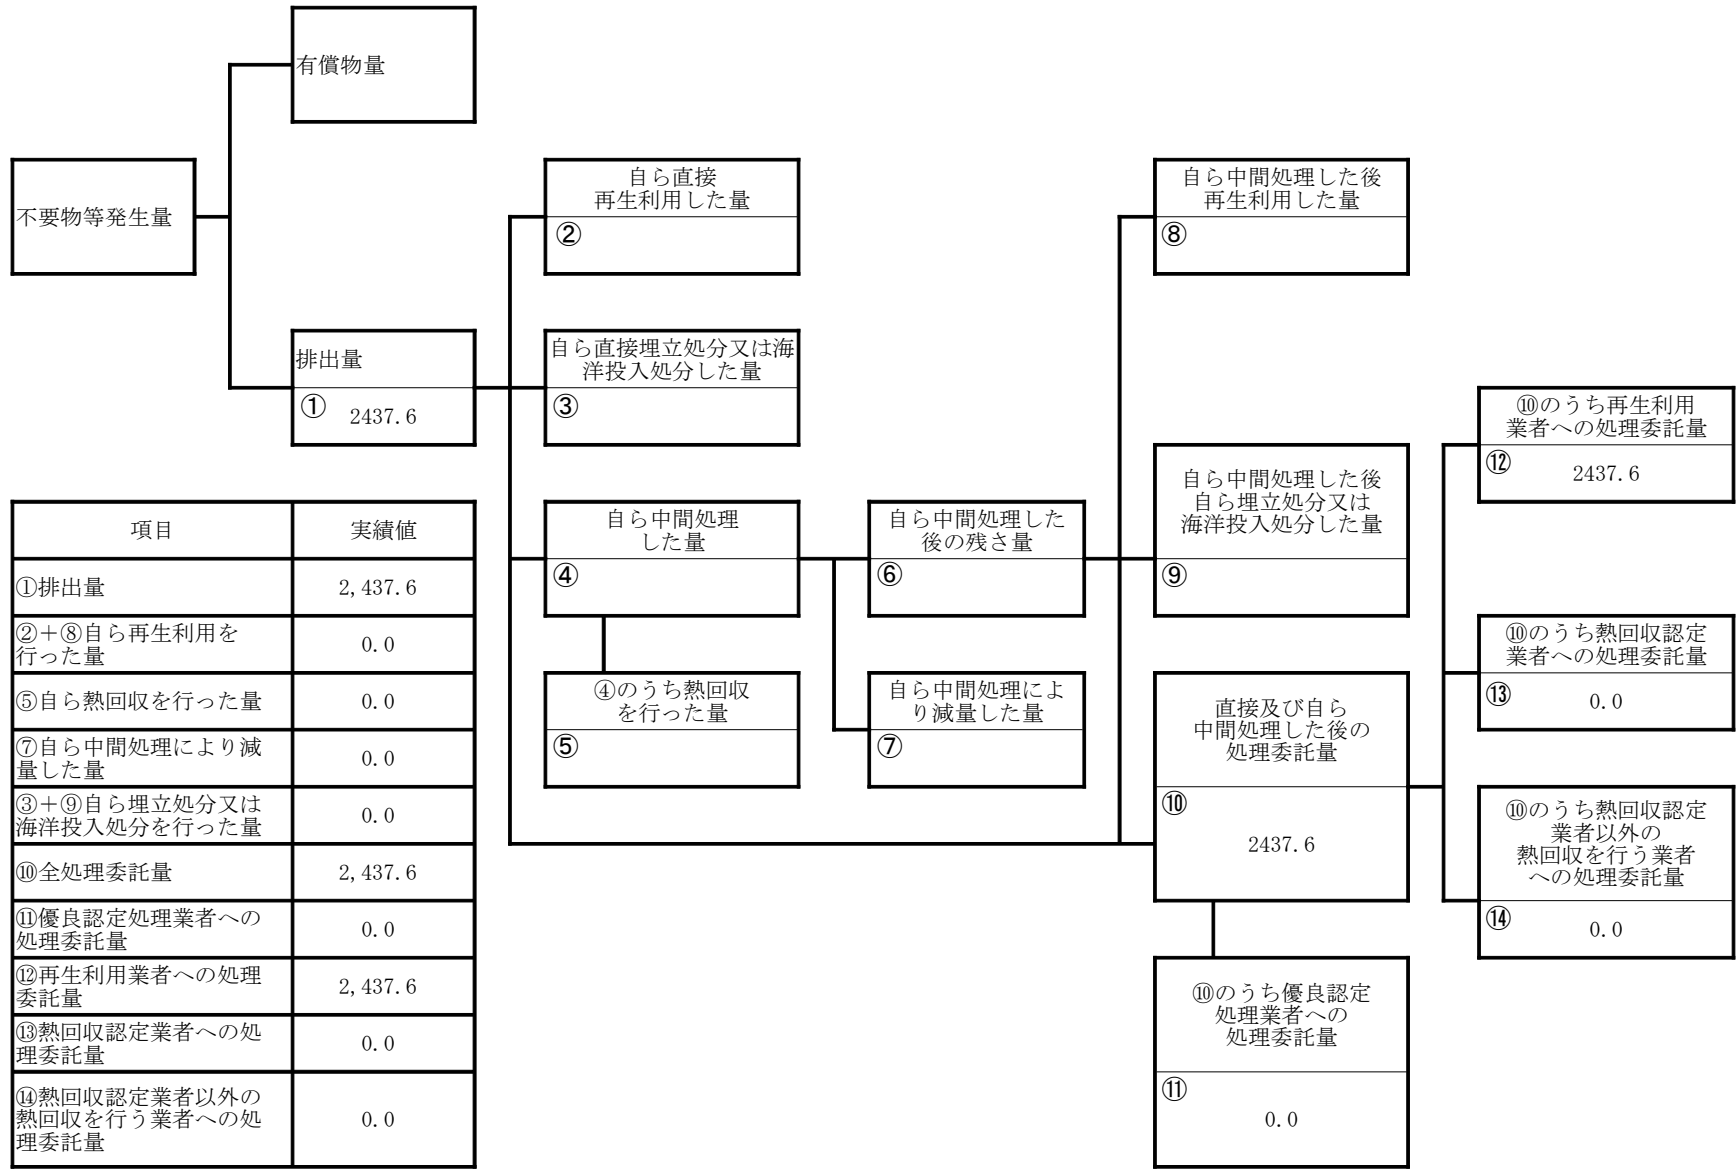 有償物量
不要物等発生量
排出量
① 2437.6
自ら直接
再生利用した量
②
自ら直接埋立処分又は海
洋投入処分した量
③
自ら中間処理
した量
④
④のうち熱回収
を行った量
⑤
自ら中間処理した
後の残さ量
⑥
自ら中間処理によ
り減量した量
⑦
自ら中間処理した後
再生利用した量
⑧
自ら中間処理した後
自ら埋立処分又は
海洋投入処分した量
⑨
直接及び自ら
中間処理した後の
処理委託量
⑩
2437.6
⑩のうち優良認定
処理業者への
処理委託量
⑪
0.0
⑩のうち再生利用
業者への処理委託量
⑫ 2437.6
⑩のうち熱回収認定
業者への処理委託量
⑬ 0.0
⑩のうち熱回収認定
業者以外の
熱回収を行う業者
への処理委託量
⑭ 0.0
項目 実績値
①排出量 2,437.6
②＋⑧自ら再生利用を
行った量 0.0
⑤自ら熱回収を行った量 0.0
⑦自ら中間処理により減
量した量 0.0
③＋⑨自ら埋立処分又は
海洋投入処分を行った量 0.0
⑩全処理委託量 2,437.6
⑪優良認定処理業者への
処理委託量 0.0
⑫再生利用業者への処理
委託量 2,437.6
⑬熱回収認定業者への処
理委託量 0.0
⑭熱回収認定業者以外の
熱回収を行う業者への処
理委託量 0.0